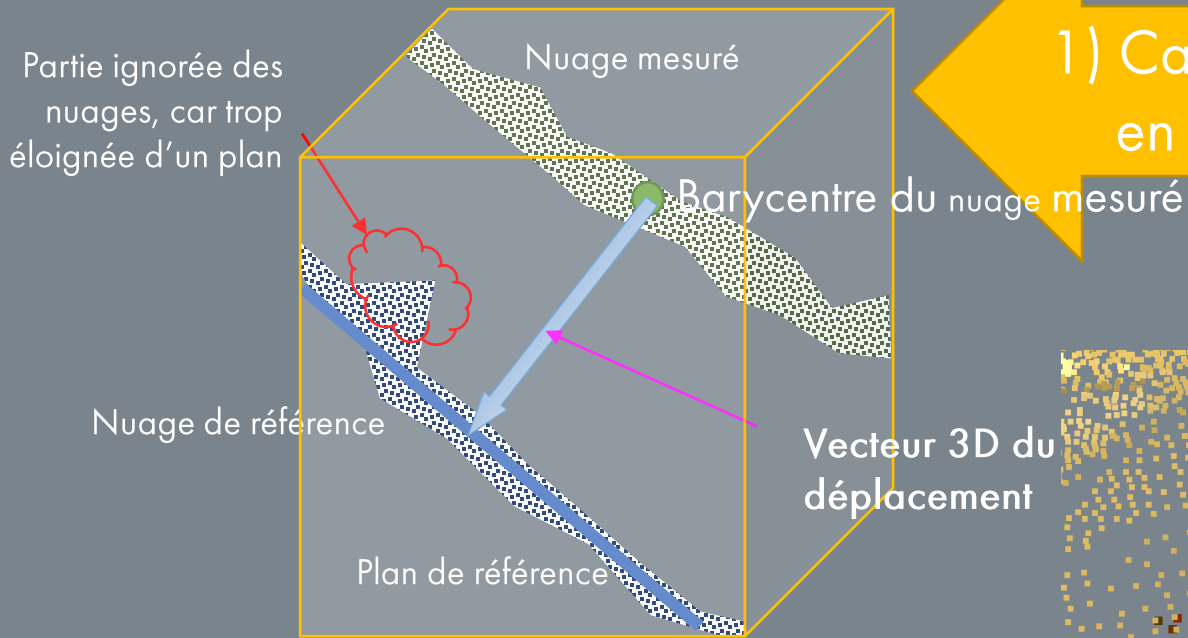 Partie ignorée des
nuages, car trop
éloignée d'un plan
Nuage mesuré
1) Ca
en
Barycentre du nuage mesuré
Nuage de référence
Vecteur 3D du
déplacement
Plan de référence